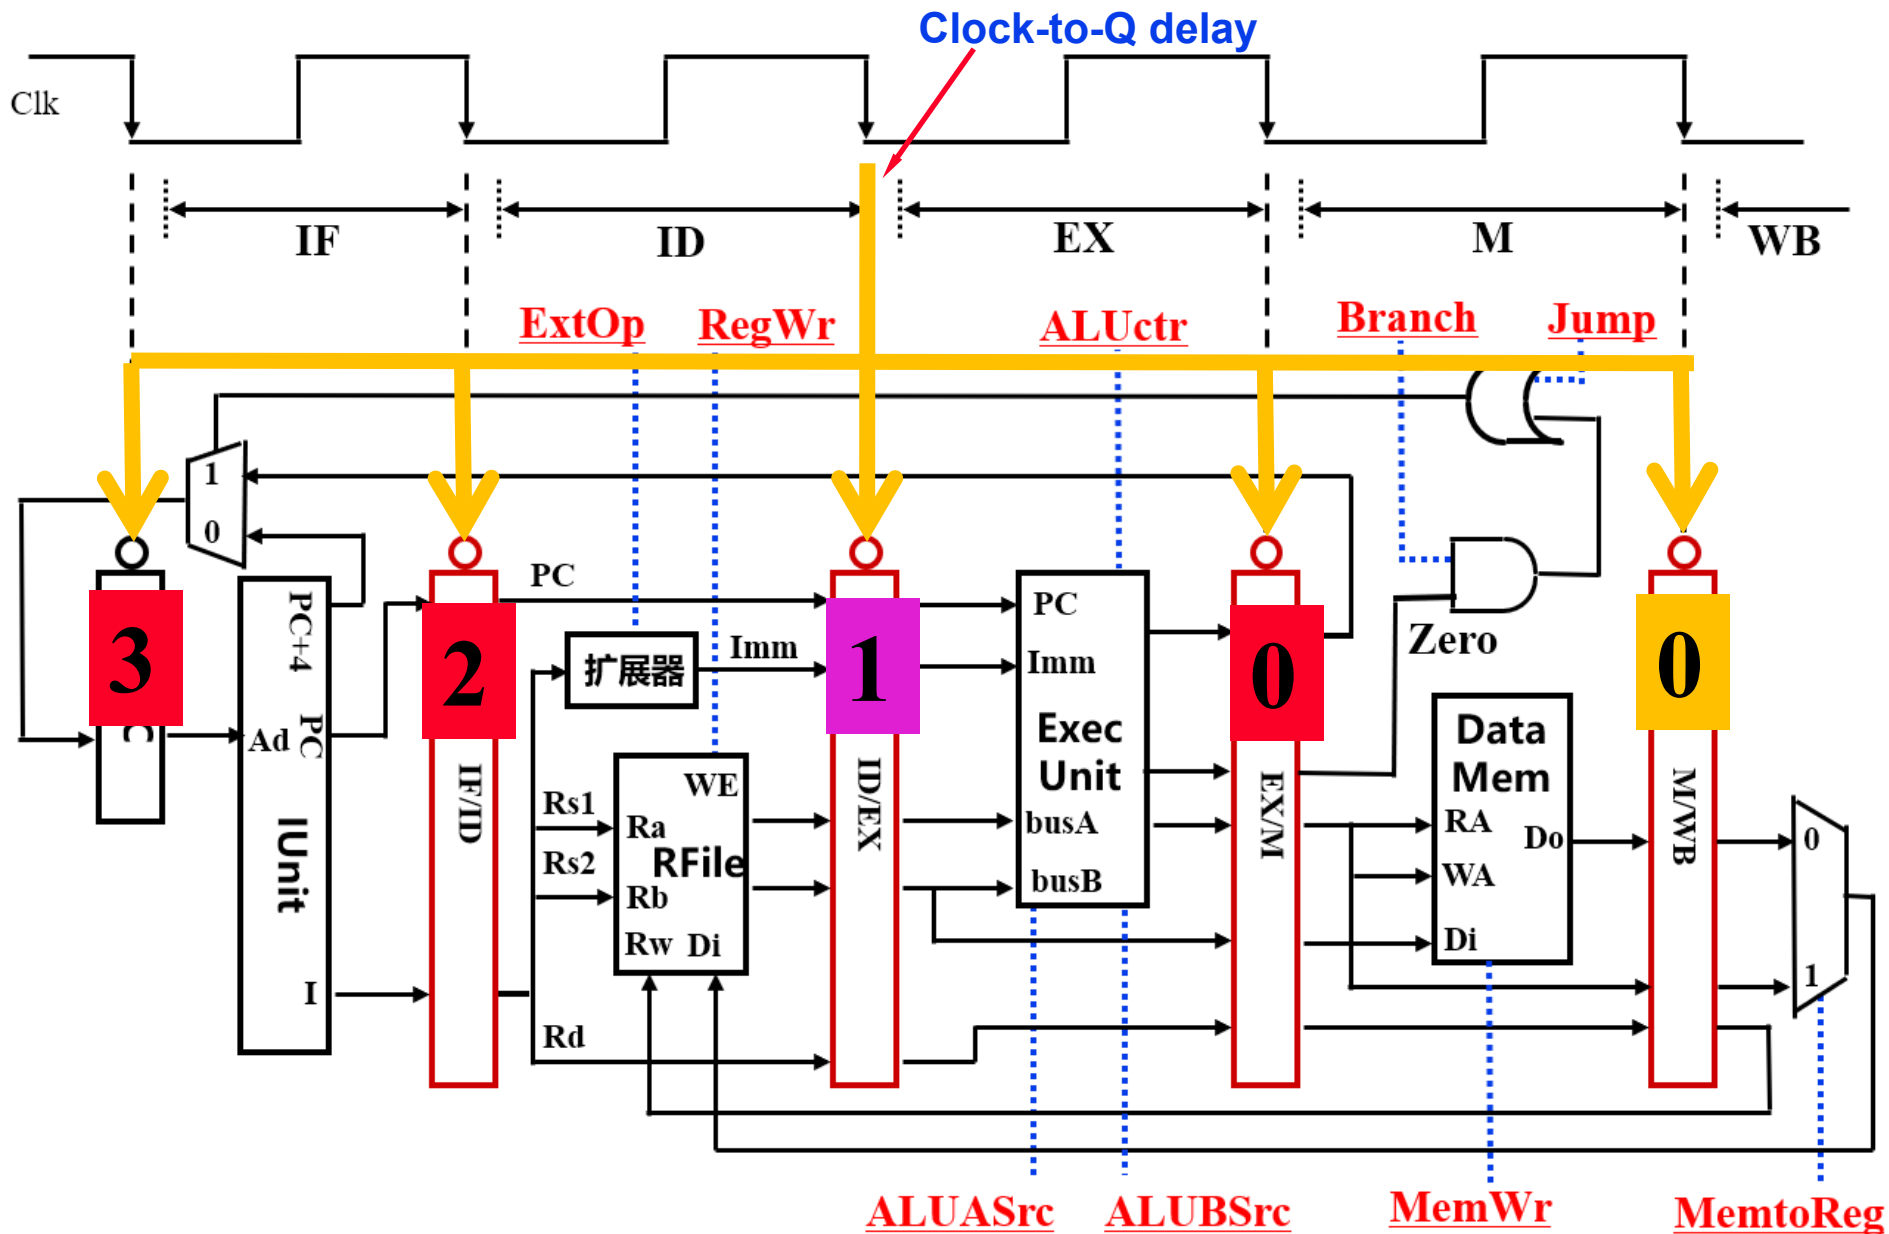 Clock-to-Q delay
Clk
IF
ID
EX
M
WB
ExtOp
RegWr
ALUctr
Branch
Jump
1
0
PC
PC
Imm
Zero
3
2
1
0
0
PC+4
扩展器
Imm
Data
Mem
Exec
Unit
C
Ad
PC
IF/ID
WE
ID/EX
EX/M
M/WB
Rs1
Ra
busA
RA
Do
0
IUnit
Rs2
RFile
Rb
busB
WA
Rw
Di
Di
I
1
Rd
ALUASrc
ALUBSrc
MemWr
MemtoReg